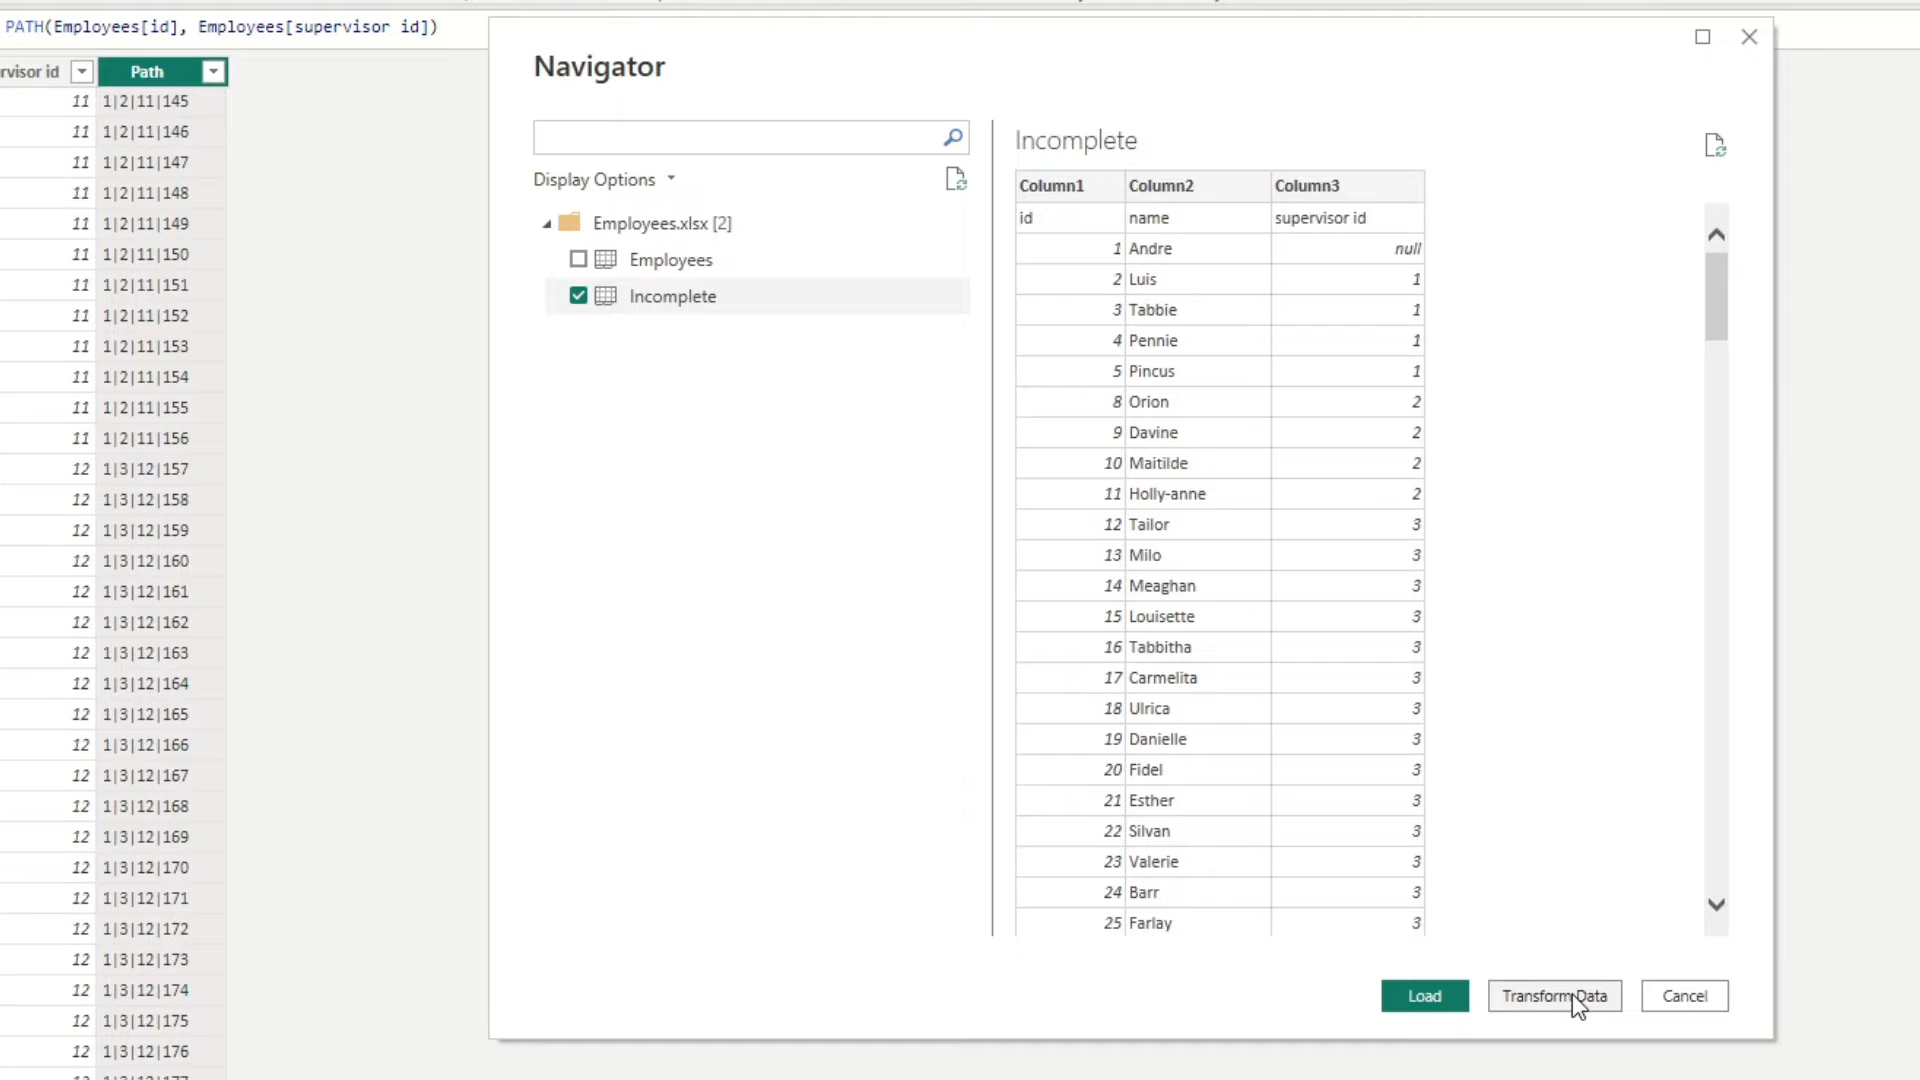 PATH(Employees[id], Employees[supervisor id])
rvisor id Path
11 1|2|11|145
11 1|2|11|146
11 1|2|11|147
11 1|2|11|148
11 1|2|11|149
11 1|2|11|150
11 1|2|11|151
11 1|2|11|152
11 1|2|11|153
11 1|2|11|154
11 1|2|11|155
11 1|2|11|156
12 1|3|12|157
12 1|3|12|158
12 1|3|12|159
12 1|3|12|160
12 1|3|12|161
12 1|3|12|162
12 1|3|12|163
12 1|3|12|164
12 1|3|12|165
12 1|3|12|166
12 1|3|12|167
12 1|3|12|168
12 1|3|12|169
12 1|3|12|170
12 1|3|12|171
12 1|3|12|172
12 1|3|12|173
12 1|3|12|174
12 1|3|12|175
12 1|3|12|176
Navigator
Display Options
Employees.xlsx [2]
Employees
Incomplete
Incomplete
Column1 Column2 Column3
id name supervisor id
1 Andre null
2 Luis 1
3 Tabbie 1
4 Pennie 1
5 Pincus 1
8 Orion 2
9 Davine 2
10 Maitilde 2
11 Holly-anne 2
12 Tailor 3
13 Milo 3
14 Meaghan 3
15 Louisette 3
16 Tabbitha 3
17 Carmelita 3
18 Ulrica 3
19 Danielle 3
20 Fidel 3
21 Esther 3
22 Silvan 3
23 Valerie 3
24 Barr 3
25 Farlay 3
Load Transform Data Cancel